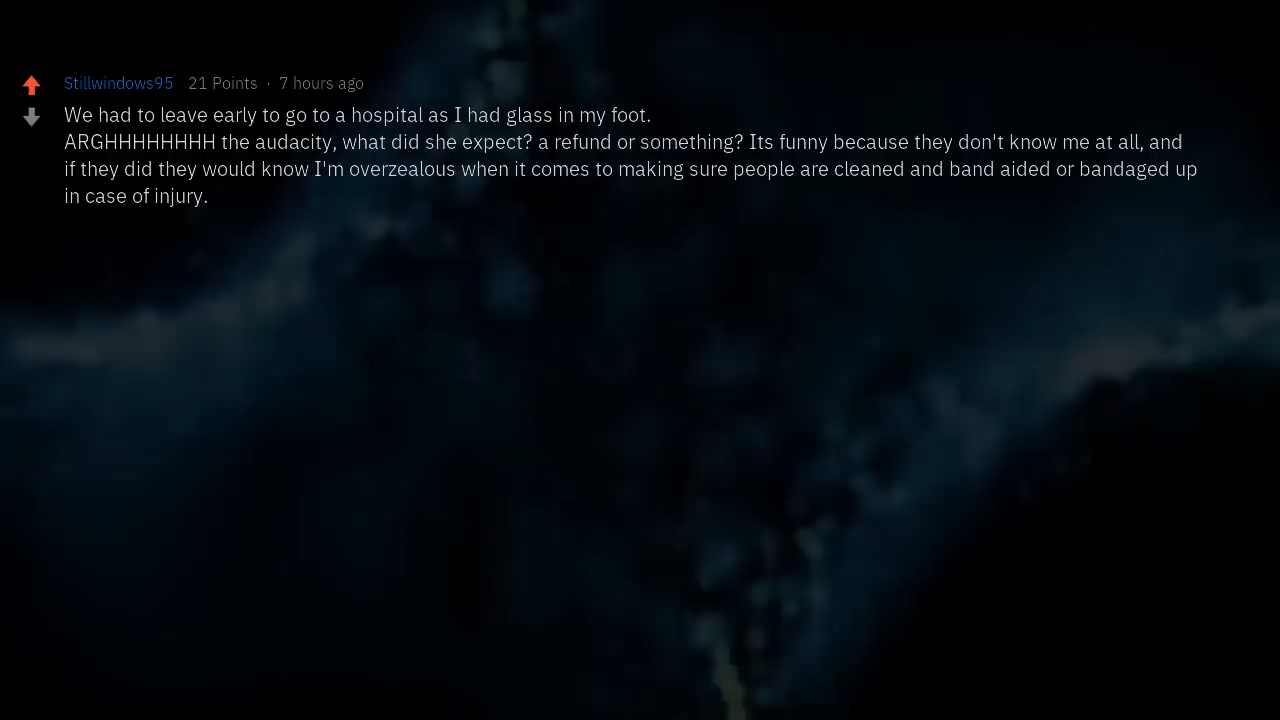 Stillwindows95 21 Points · 7 hours ago
We had to leave early to go to a hospital as I had glass in my foot.
ARGHHHHHHHH the audacity, what did she expect? a refund or something? Its funny because they don't know me at all, and
if they did they would know I'm overzealous when it comes to making sure people are cleaned and band aided or bandaged up
in case of injury.